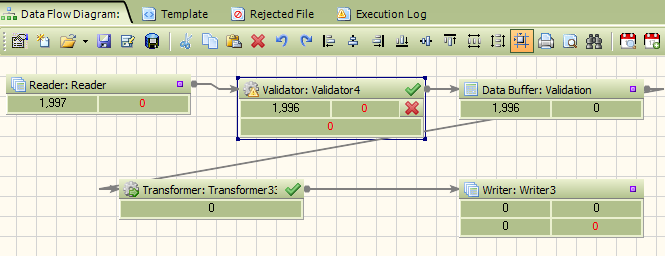 Data Flow Diagram:
Template
Rejected File
Execution Log
Reader: Reader
1,997 0
Validator: Validator4
1,996 0
0
Data Buffer: Validation
1,996 0
Transformer: Transformer33
0
Writer: Writer3
0 0
0 0